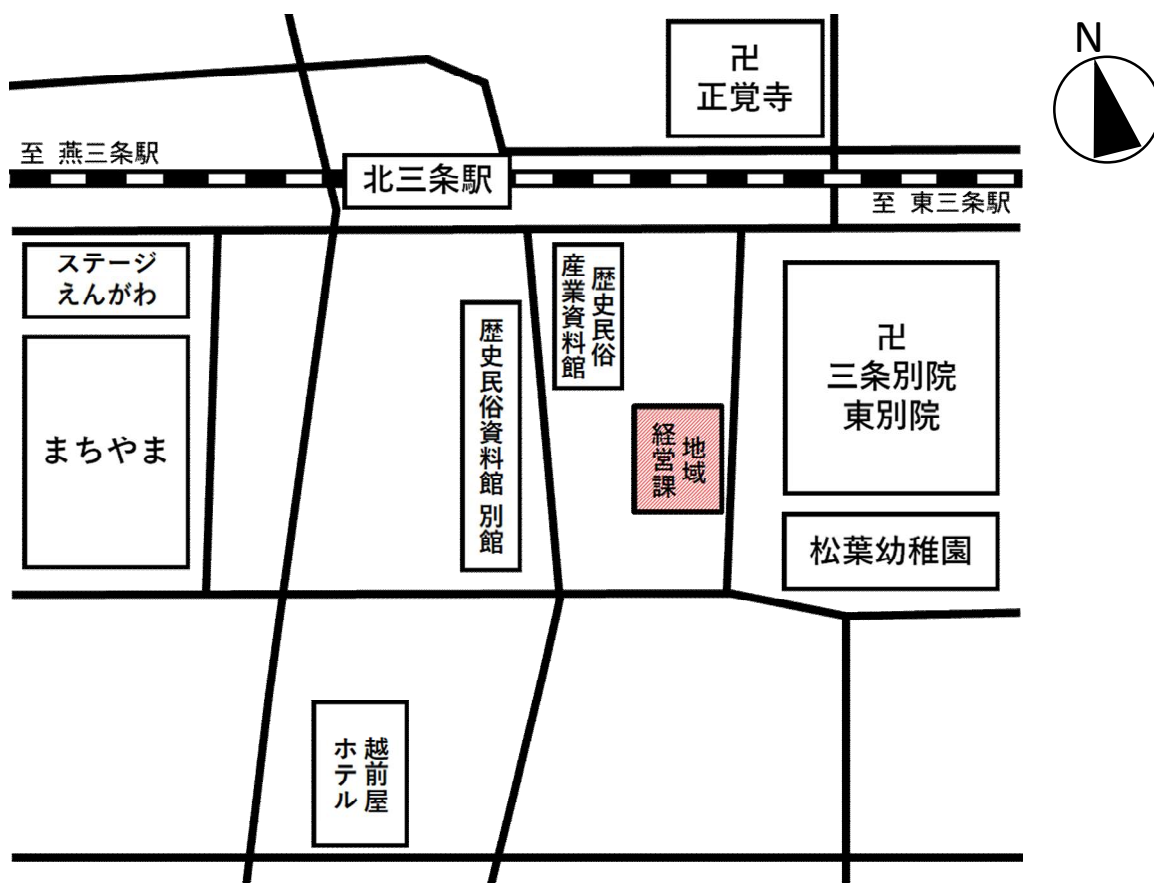 N
卍
正覚寺
至 燕三条駅
北三条駅
至 東三条駅
ステージ
えんがわ
歴史民俗
産業資料館
卍
三条別院
東別院
歴史民俗資料館 別館
まちやま
地域
経営課
松葉幼稚園
越前屋
ホテル